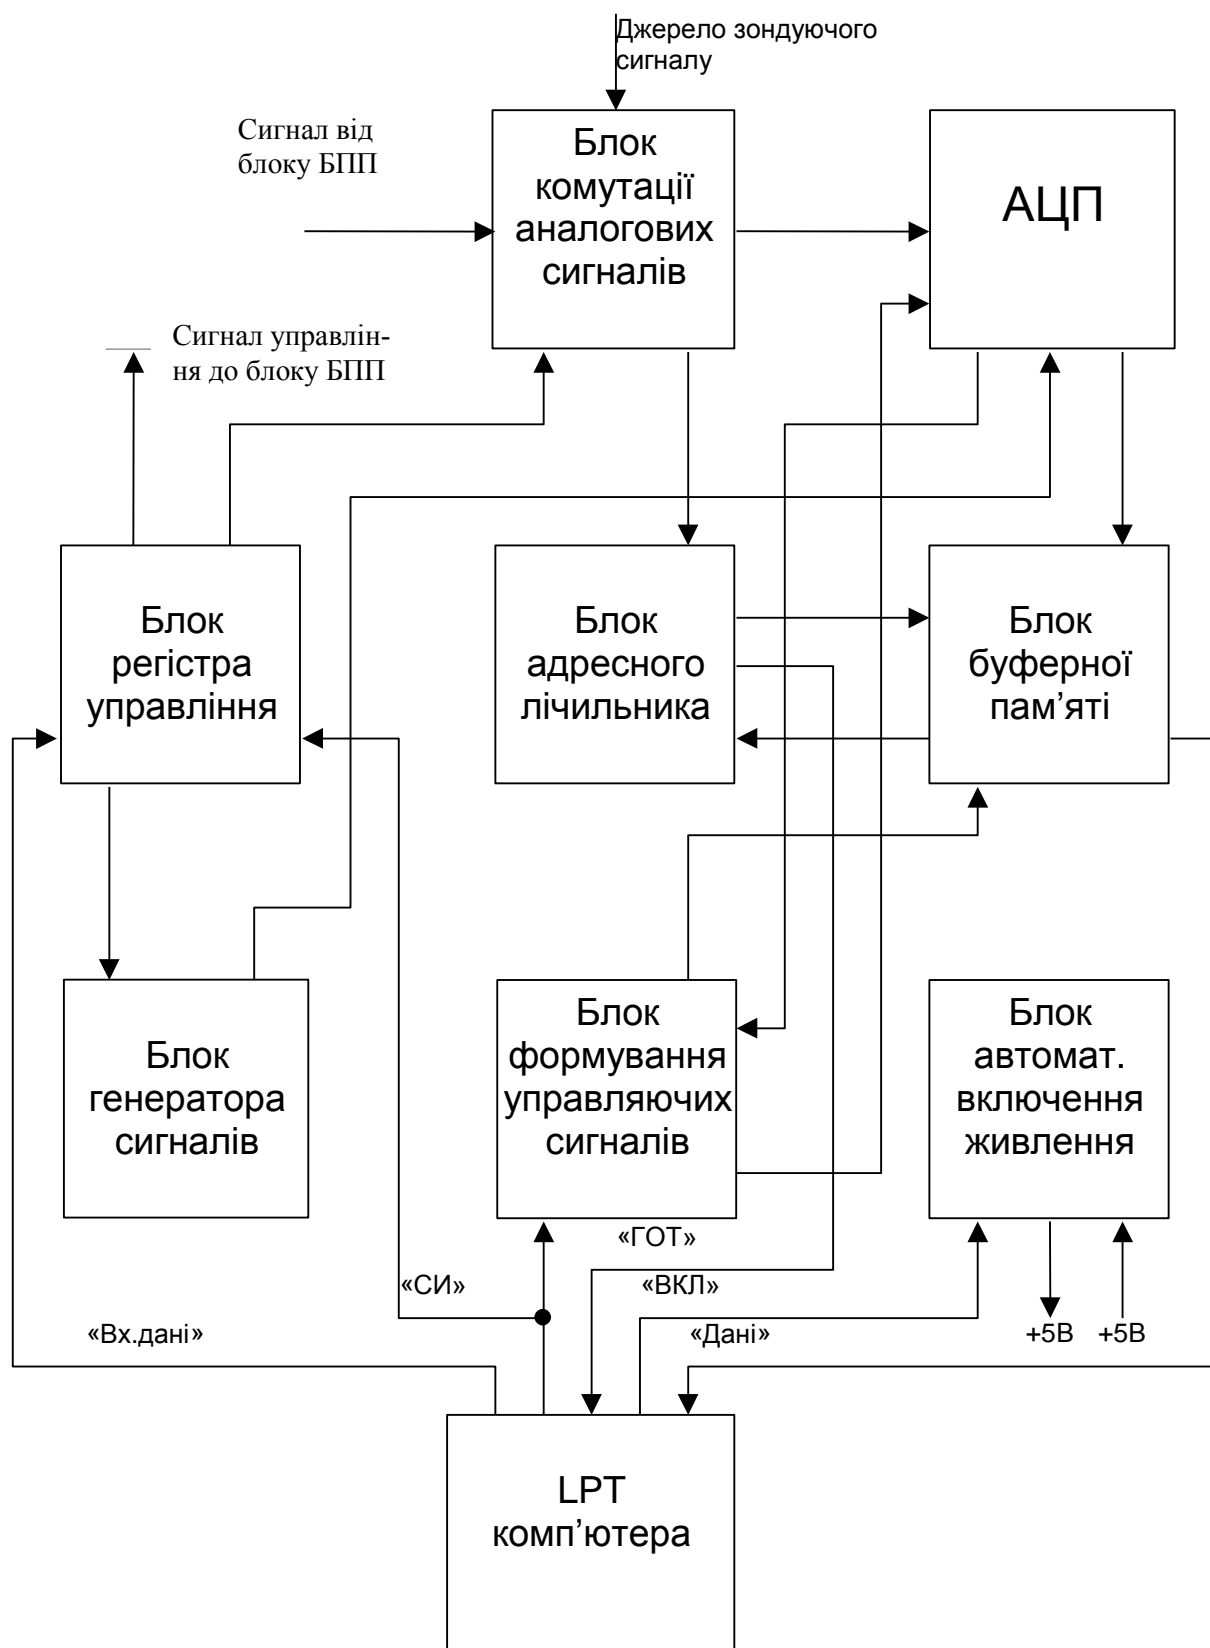 Джерело зондуючого
сигналу
Сигнал від
блоку БПП
Блок
комутації
аналогових
сигналів
АЦП
Сигнал управлін-
ня до блоку БПП
Блок
регістра
управління
Блок
адресного
лічильника
Блок
буферної
пам’яті
Блок
генератора
сигналів
Блок
формування
управляючих
сигналів
Блок
автомат.
включення
живлення
«ГОТ»
«СИ»
«ВКЛ»
«Вх.дані»
«Дані»
+5В
+5В
LPT
комп’ютера